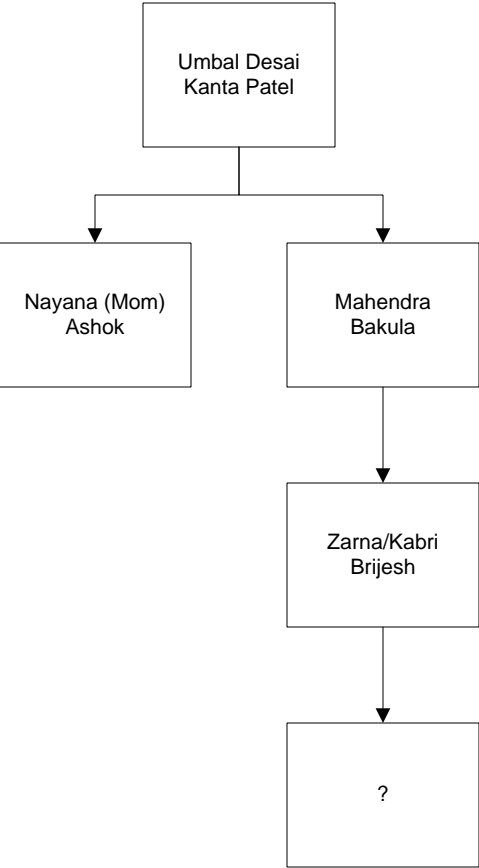 Umbal Desai
Kanta Patel
Nayana (Mom)
Ashok
Mahendra
Bakula
Zarna/Kabri
Brijesh
?